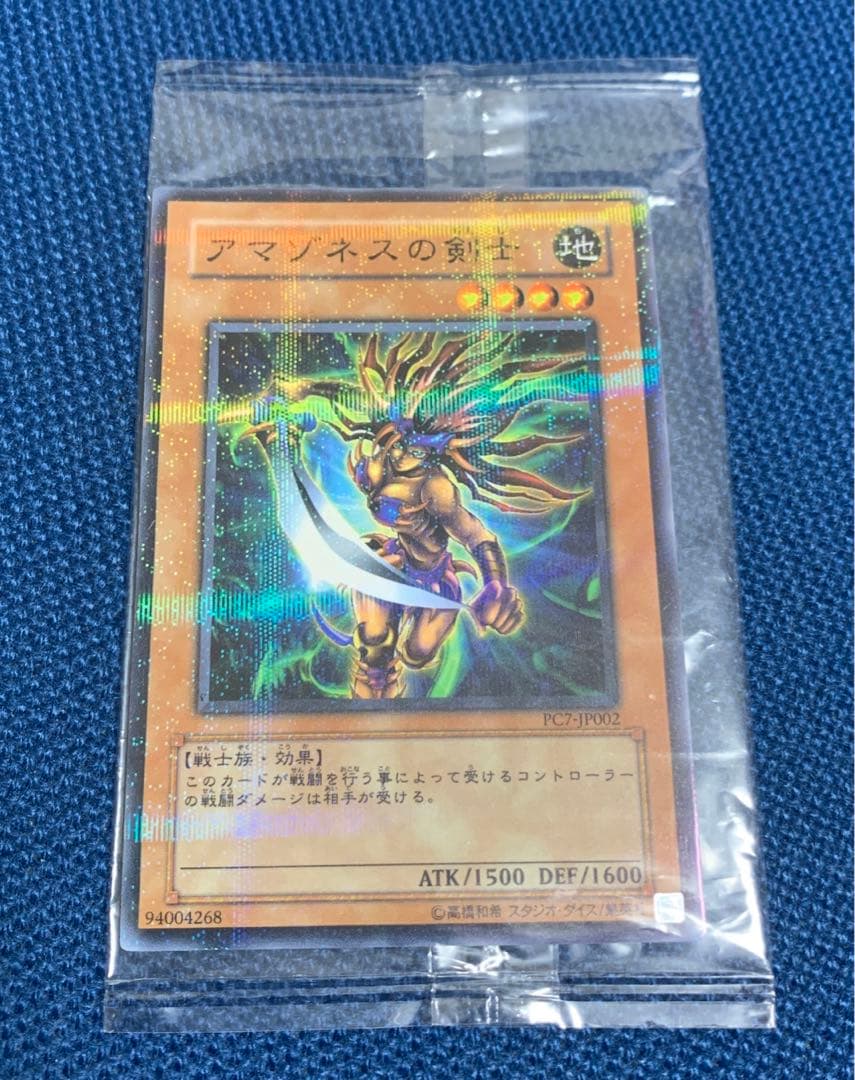 アマゾネスの剣士
地
PC7-JP002
【戦士族・効果】
このカードが戦闘を行う事によって受けるコントローラー
の戦闘ダメージは相手が受ける。
ATK/1500 DEF/1600
94004268 ©高橋和希 スタジオ・ダイス/集英社